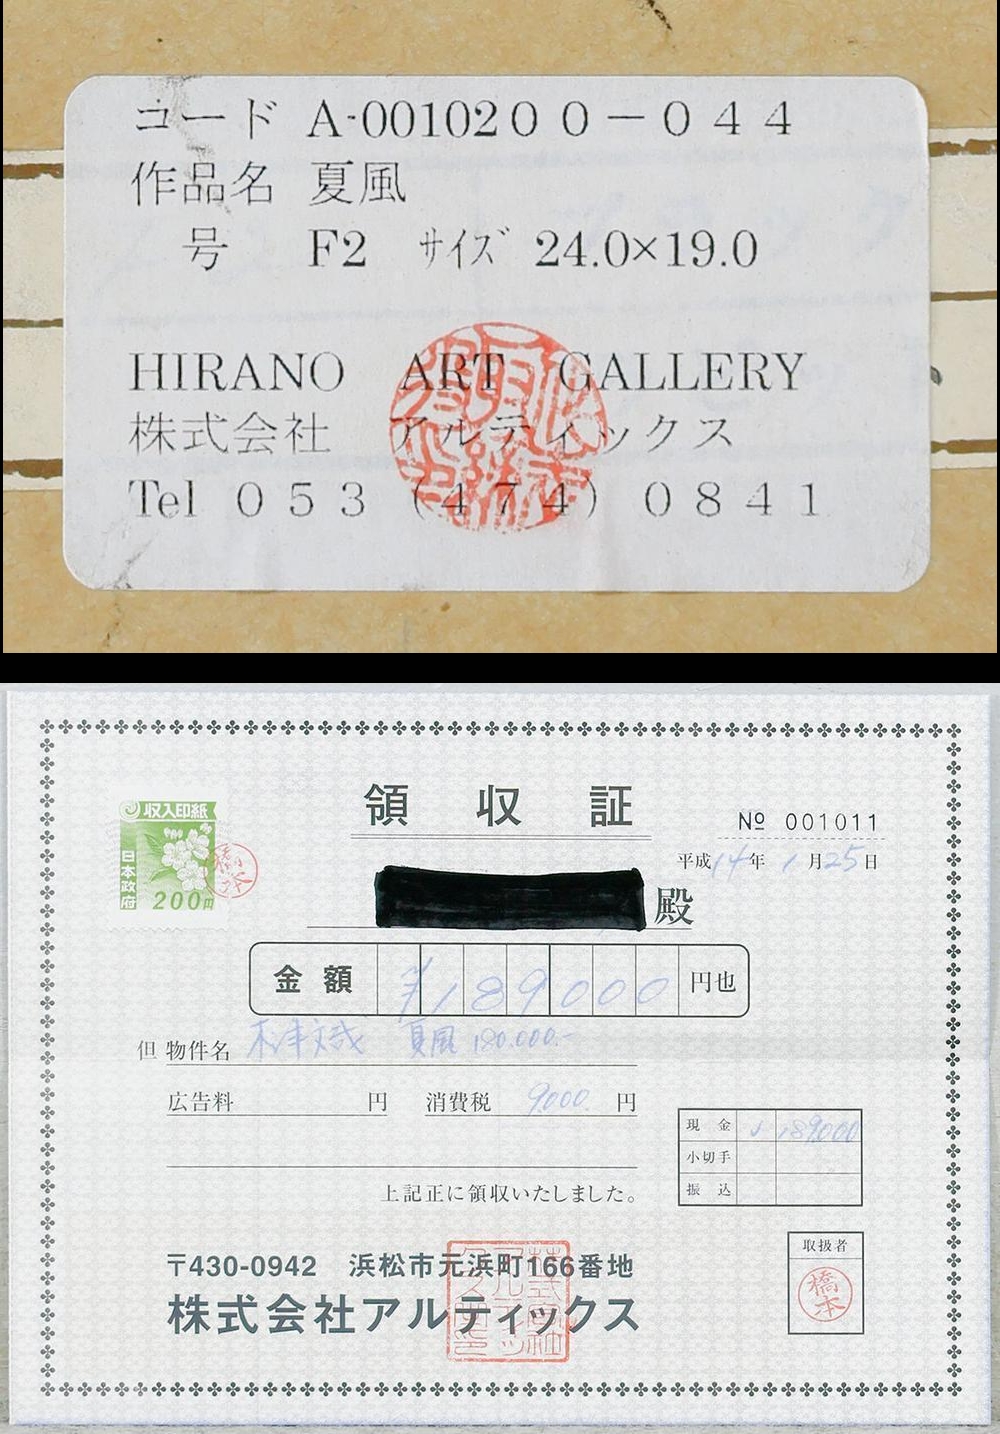 コード A-0010200－044
作品名 夏風
号 F2 サイズ 24.0×19.0
HIRANO ART GALLERY
株式会社 アルティックス
Tel 053(474)0841
収入印紙
日本政府
200円
橋本
領収証
№ 001011
平成14年1月25日
殿
金額 ¥189000 円也
但 物件名 木津文哉 夏風 180.000.-
広告料 円 消費税 9000 円
現金 189000
小切手
振込
上記正に領収いたしました。
取扱者
橋本
〒430-0942 浜松市元浜町166番地
株式会社アルティックス